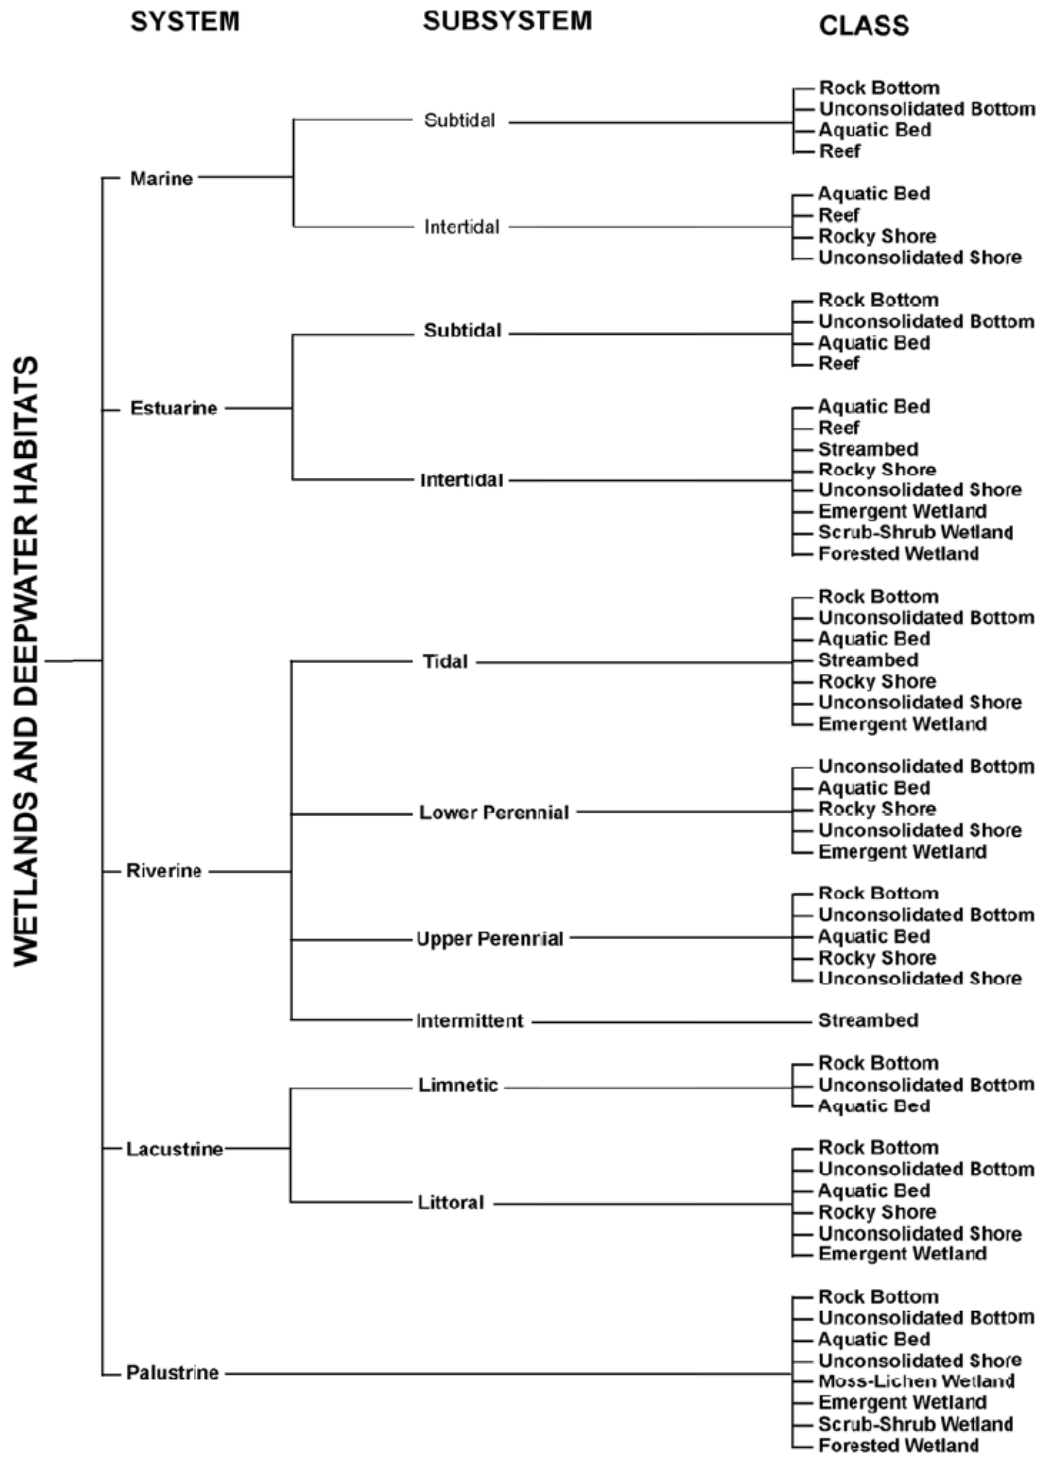 SYSTEM
SUBSYSTEM
CLASS
WETLANDS AND DEEPWATER HABITATS
Marine
Subtidal
Rock Bottom
Unconsolidated Bottom
Aquatic Bed
Reef
Intertidal
Aquatic Bed
Reef
Rocky Shore
Unconsolidated Shore
Estuarine
Subtidal
Rock Bottom
Unconsolidated Bottom
Aquatic Bed
Reef
Intertidal
Aquatic Bed
Reef
Streambed
Rocky Shore
Unconsolidated Shore
Emergent Wetland
Scrub-Shrub Wetland
Forested Wetland
Riverine
Tidal
Rock Bottom
Unconsolidated Bottom
Aquatic Bed
Streambed
Rocky Shore
Unconsolidated Shore
Emergent Wetland
Lower Perennial
Unconsolidated Bottom
Aquatic Bed
Rocky Shore
Unconsolidated Shore
Emergent Wetland
Upper Perennial
Rock Bottom
Unconsolidated Bottom
Aquatic Bed
Rocky Shore
Unconsolidated Shore
Intermittent
Streambed
Lacustrine
Limnetic
Rock Bottom
Unconsolidated Bottom
Aquatic Bed
Littoral
Rock Bottom
Unconsolidated Bottom
Aquatic Bed
Rocky Shore
Unconsolidated Shore
Emergent Wetland
Palustrine
Rock Bottom
Unconsolidated Bottom
Aquatic Bed
Unconsolidated Shore
Moss-Lichen Wetland
Emergent Wetland
Scrub-Shrub Wetland
Forested Wetland